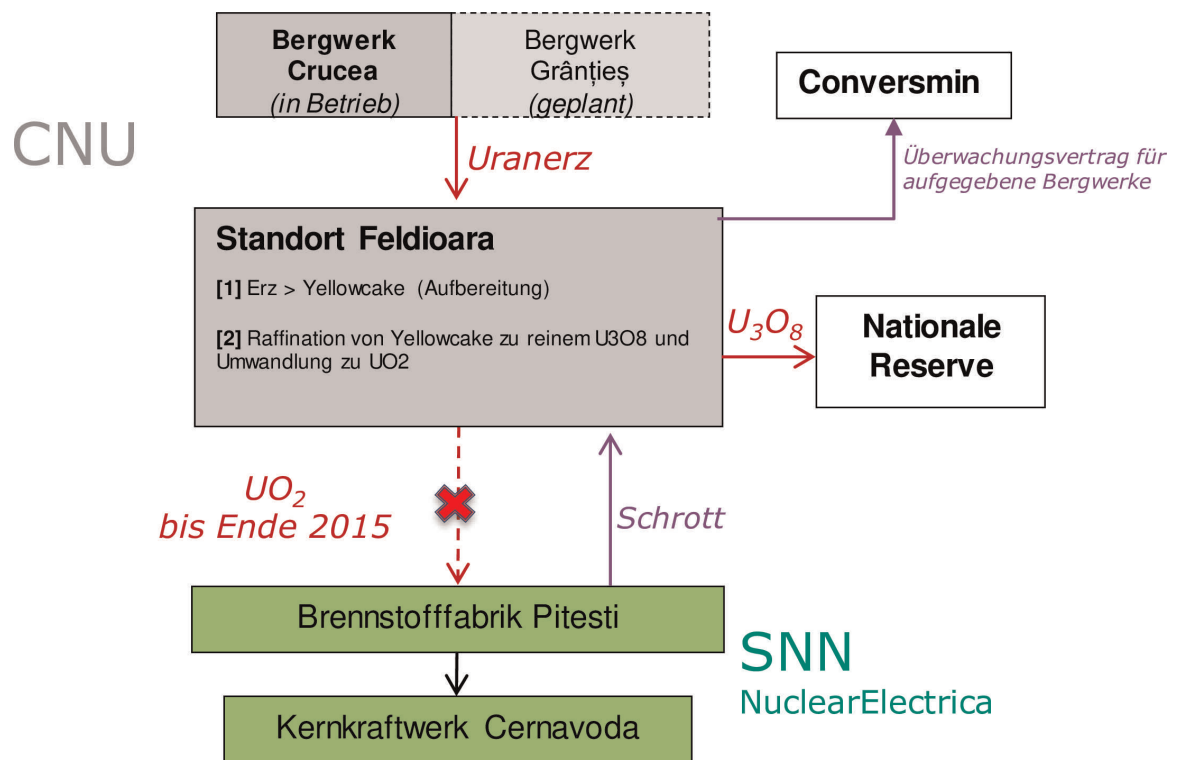 Bergwerk
Crucea
(in Betrieb)
Bergwerk
Grânțieș
(geplant)
Conversmin
CNU
Uranerz
Überwachungsvertrag für
aufgegebene Bergwerke
Standort Feldioara
[1] Erz > Yellowcake (Aufbereitung)
[2] Raffination von Yellowcake zu reinem U3O8 und
Umwandlung zu UO2
U₃O₈
Nationale
Reserve
UO₂
bis Ende 2015
Schrott
Brennstofffabrik Pitesti
SNN
NuclearElectrica
Kernkraftwerk Cernavoda